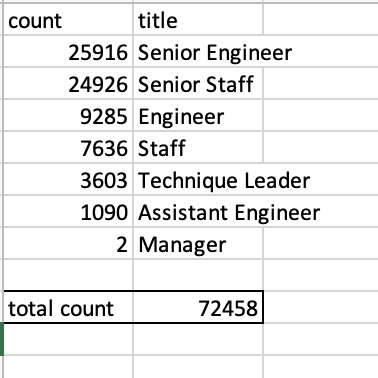 count title
25916 Senior Engineer
24926 Senior Staff
9285 Engineer
7636 Staff
3603 Technique Leader
1090 Assistant Engineer
2 Manager
total count 72458